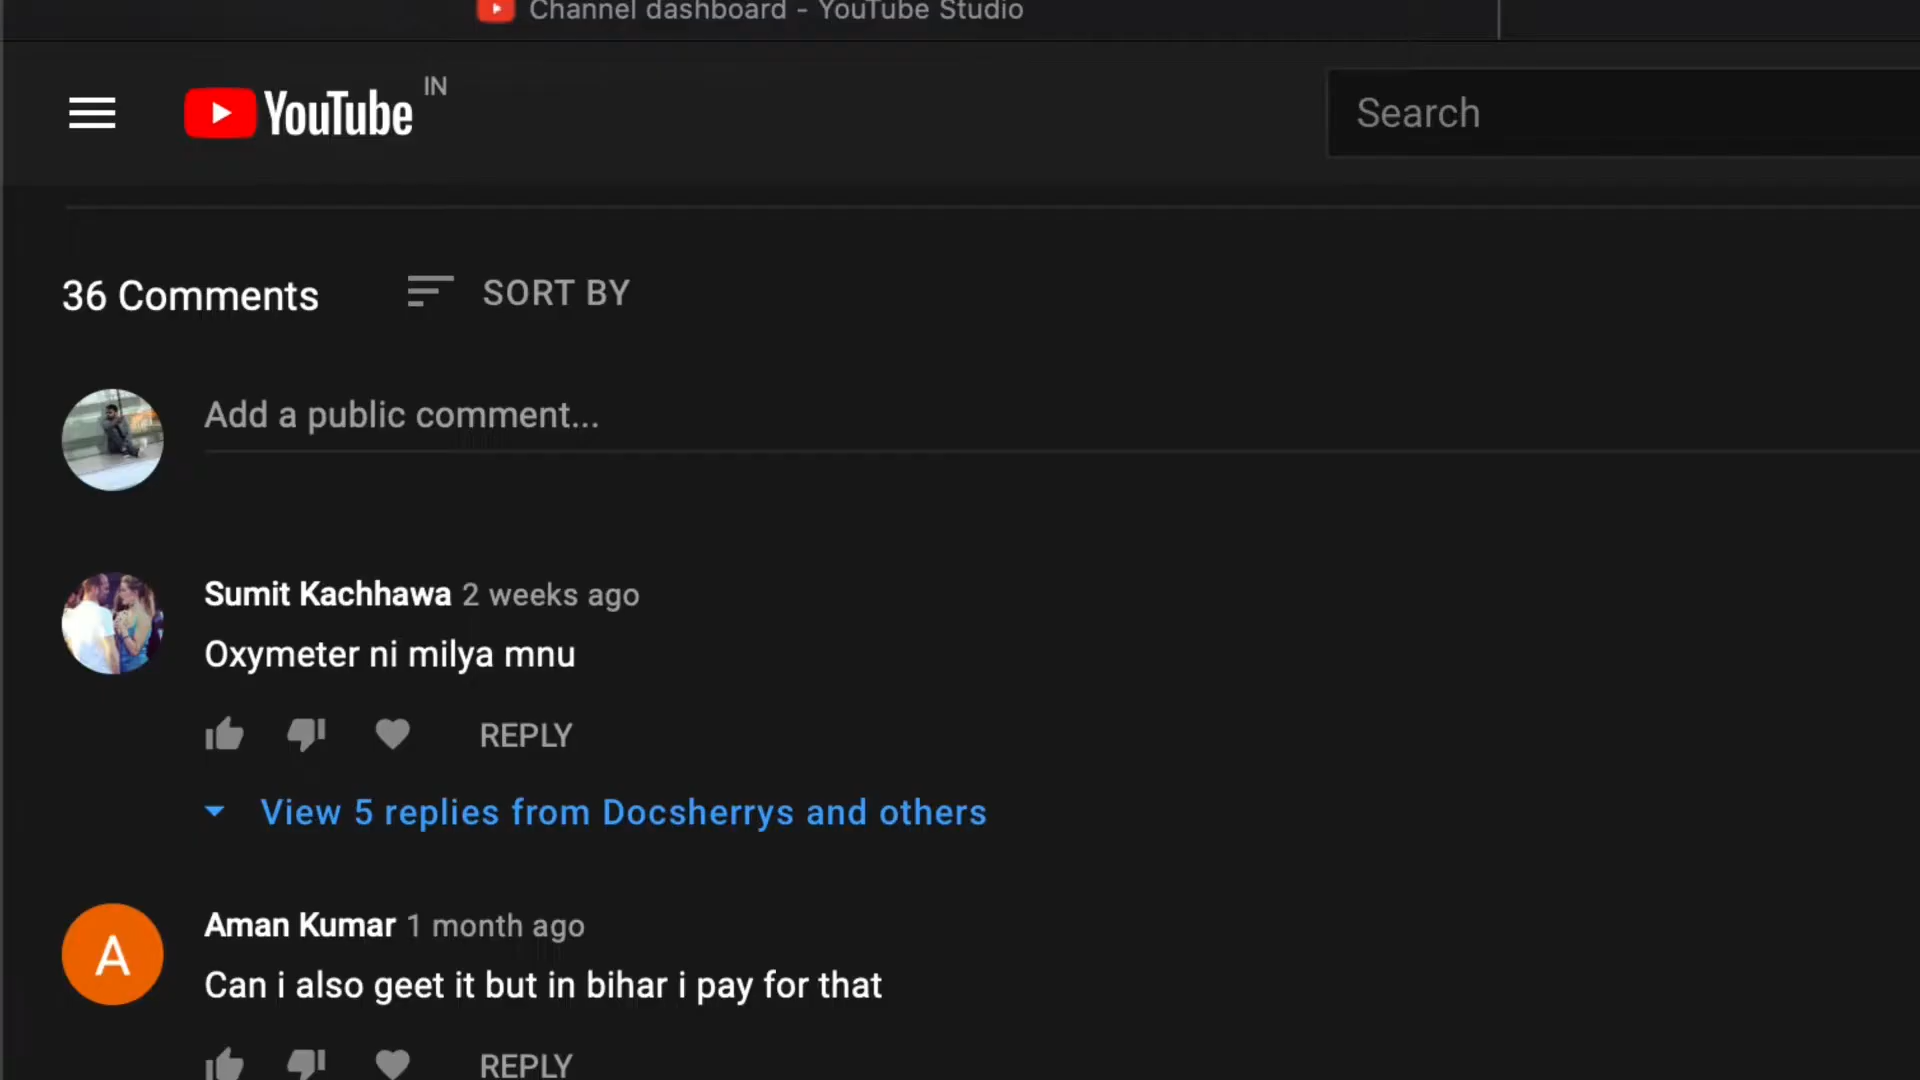 Channel dashboard - YouTube Studio
YouTube IN
Search
36 Comments SORT BY
Add a public comment...
Sumit Kachhawa 2 weeks ago
Oxymeter ni milya mnu
REPLY
View 5 replies from Docsherrys and others
A
Aman Kumar 1 month ago
Can i also geet it but in bihar i pay for that
REPLY